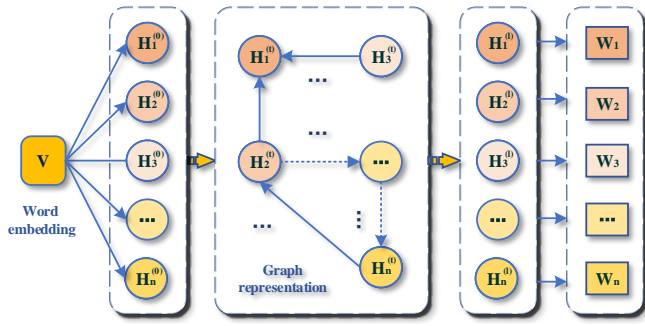 V
Word
embedding
H₁⁽⁰⁾
H₂⁽⁰⁾
H₃⁽⁰⁾
...
Hₙ⁽⁰⁾
H₁⁽ᵗ⁾
H₃⁽ᵗ⁾
...
...
H₂⁽ᵗ⁾
...
...
...
Hₙ⁽ᵗ⁾
Graph
representation
H₁⁽ˡ⁾
H₂⁽ˡ⁾
H₃⁽ˡ⁾
...
Hₙ⁽ˡ⁾
W₁
W₂
W₃
...
Wₙ